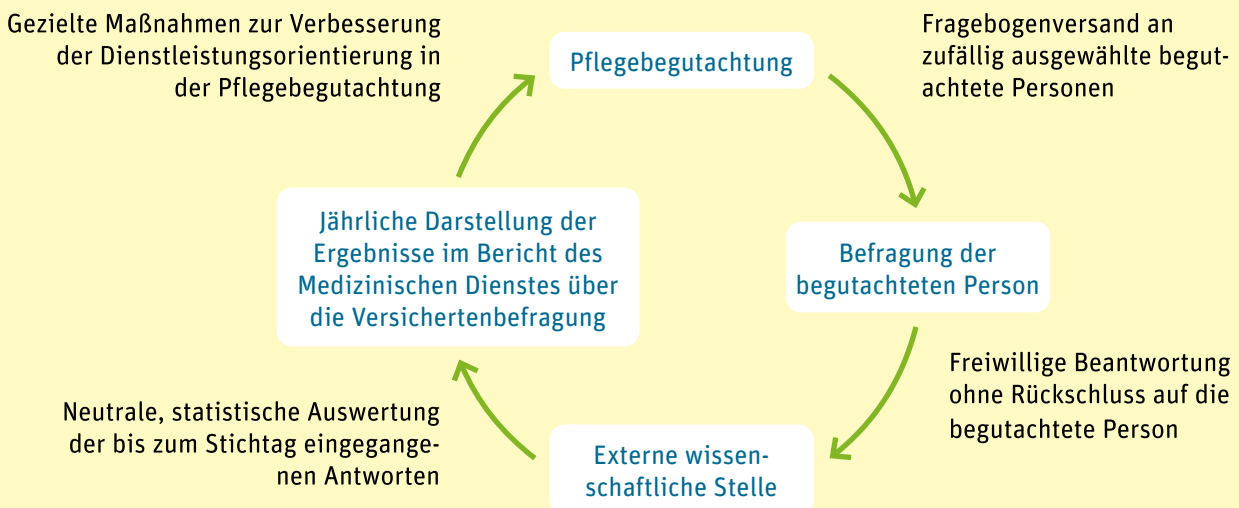 Gezielte Maßnahmen zur Verbesserung
der Dienstleistungsorientierung in
der Pflegebegutachtung
Pflegebegutachtung
Fragebogenversand an
zufällig ausgewählte begut-
achtete Personen
Jährliche Darstellung der
Ergebnisse im Bericht des
Medizinischen Dienstes über
die Versichertenbefragung
Befragung der
begutachteten Person
Freiwillige Beantwortung
ohne Rückschluss auf die
begutachtete Person
Neutrale, statistische Auswertung
der bis zum Stichtag eingegange-
nen Antworten
Externe wissen-
schaftliche Stelle